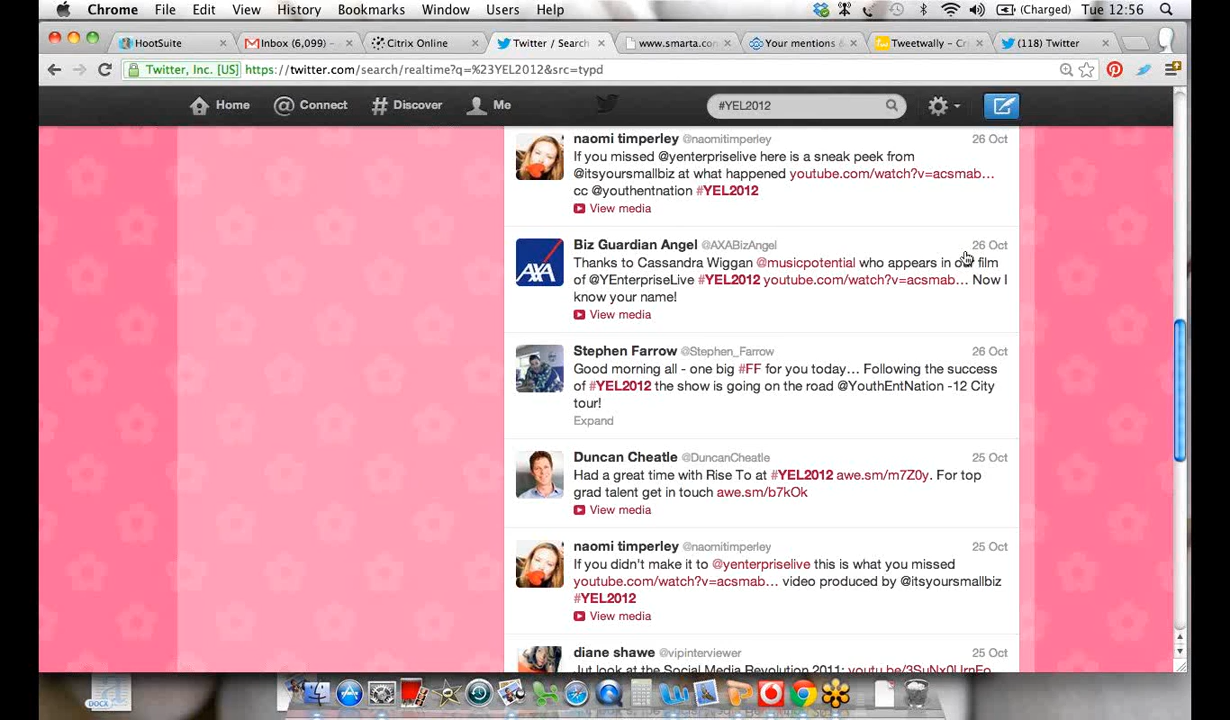 Chrome File Edit View History Bookmarks Window Users Help (Charged) Tue 12:56
HootSuite Inbox (6,099) - Citrix Online Twitter / Search www.smarta.con Your mentions Tweetwally - Cr (118) Twitter
Twitter, Inc. [US] https://twitter.com/search/realtime?q=%23YEL2012&src=typd
Home Connect Discover Me #YEL2012
naomi timperley @naomitimperley 26 Oct
If you missed @yenterpriselive here is a sneak peek from
@itsyoursmallbiz at what happened youtube.com/watch?v=acsmab…
cc @youthentnation #YEL2012
View media
Biz Guardian Angel @AXABizAngel 26 Oct
Thanks to Cassandra Wiggan @musicpotential who appears in our film
of @YEnterpriseLive #YEL2012 youtube.com/watch?v=acsmab… Now I
know your name!
View media
AXA
Stephen Farrow @Stephen_Farrow 26 Oct
Good morning all - one big #FF for you today… Following the success
of #YEL2012 the show is going on the road @YouthEntNation -12 City
tour!
Expand
Duncan Cheatle @DuncanCheatle 25 Oct
Had a great time with Rise To at #YEL2012 awe.sm/m7Z0y. For top
grad talent get in touch awe.sm/b7kOk
View media
naomi timperley @naomitimperley 25 Oct
If you didn't make it to @yenterpriselive this is what you missed
youtube.com/watch?v=acsmab… video produced by @itsyoursmallbiz
#YEL2012
View media
diane shawe @vipinterviewer 25 Oct
Jut look at the Social Media Revolution 2011: youtu.be/3SuNx0UrnEo
DOCX